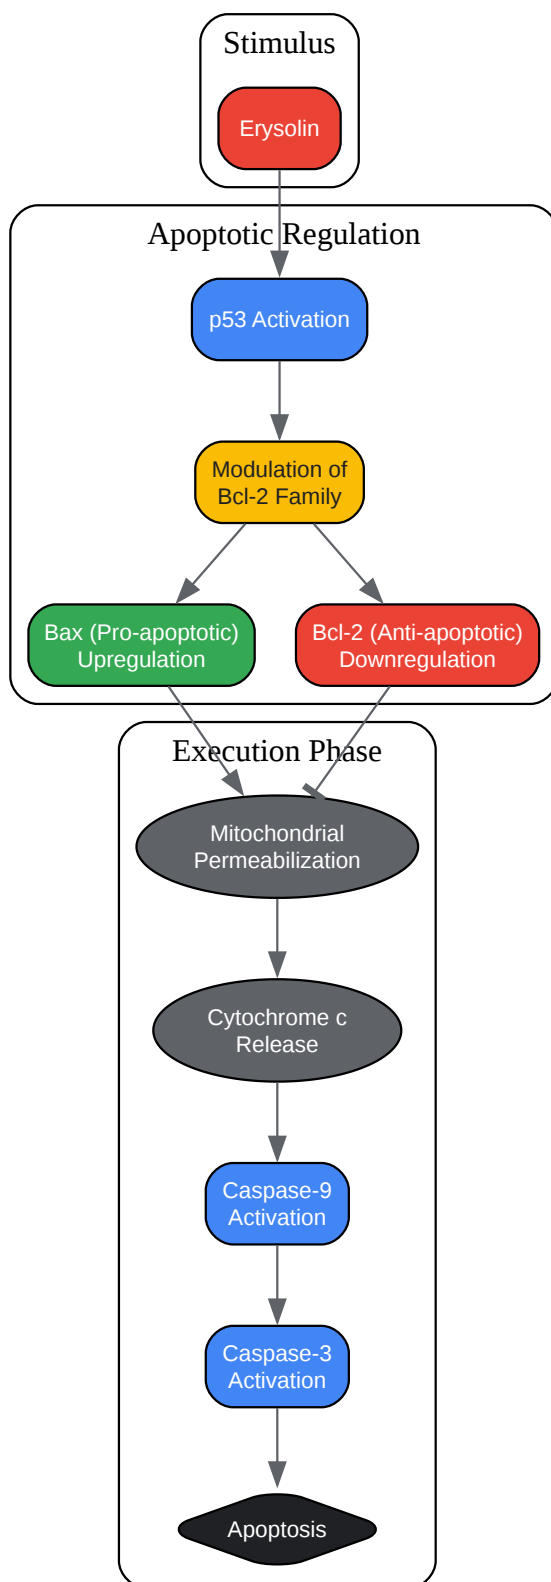 Stimulus
Erysolin
Apoptotic Regulation
p53 Activation
Modulation of
Bcl-2 Family
Bax (Pro-apoptotic)
Upregulation
Bcl-2 (Anti-apoptotic)
Downregulation
Execution Phase
Mitochondrial
Permeabilization
Cytochrome c
Release
Caspase-9
Activation
Caspase-3
Activation
Apoptosis